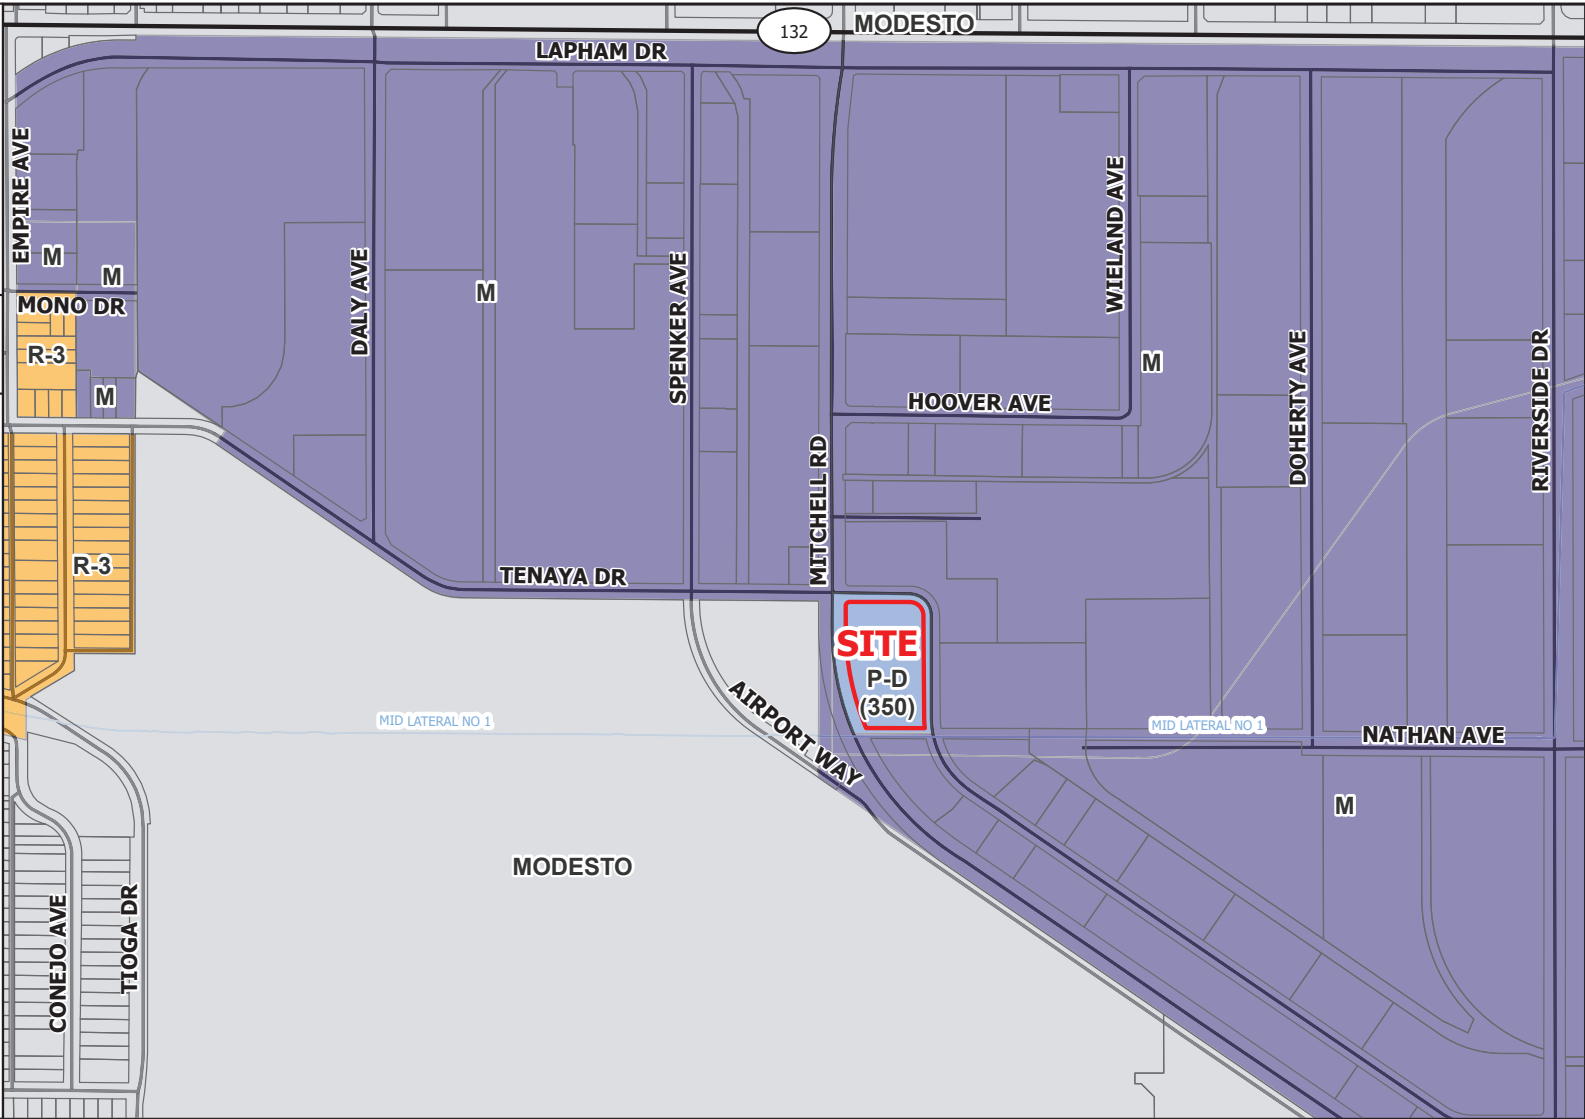 132
MODESTO
LAPHAM DR
EMPIRE AVE
M
M
MONO DR
R-3
M
DALY AVE
M
SPENKER AVE
WIELAND AVE
M
HOOVER AVE
DOHERTY AVE
RIVERSIDE DR
MITCHELL RD
R-3
TENAYA DR
SITE
P-D
(350)
AIRPORT WAY
MID LATERAL NO 1
MID LATERAL NO 1
NATHAN AVE
M
MODESTO
CONEJO AVE
TIOGA DR